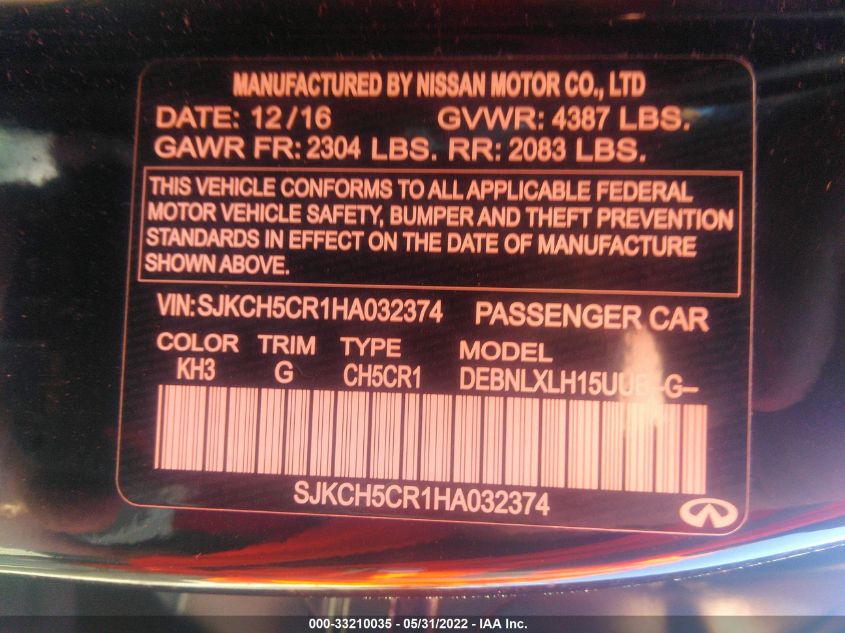 MANUFACTURED BY NISSAN MOTOR CO., LTD
DATE: 12/16 GVWR: 4387 LBS.
GAWR FR: 2304 LBS. RR: 2083 LBS.
THIS VEHICLE CONFORMS TO ALL APPLICABLE FEDERAL
MOTOR VEHICLE SAFETY, BUMPER AND THEFT PREVENTION
STANDARDS IN EFFECT ON THE DATE OF MANUFACTURE
SHOWN ABOVE.
VIN: SJKCH5CR1HA032374 PASSENGER CAR
COLOR TRIM TYPE MODEL
KH3 G CH5CR1 DEBNLXLH15UUB-G-
SJKCH5CR1HA032374
000-33210035 - 05/31/2022 - IAA Inc.